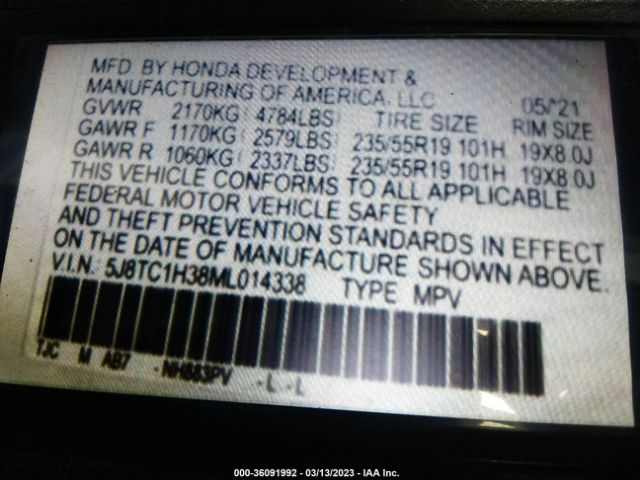 MFD. BY HONDA DEVELOPMENT &
MANUFACTURING OF AMERICA, LLC 05/'21
GVWR 2170KG ( 4784LBS) TIRE SIZE RIM SIZE
GAWR F 1170KG ( 2579LBS) 235/55R19 101H 19X8.0J
GAWR R 1060KG ( 2337LBS) 235/55R19 101H 19X8.0J
THIS VEHICLE CONFORMS TO ALL APPLICABLE
FEDERAL MOTOR VEHICLE SAFETY
AND THEFT PREVENTION STANDARDS IN EFFECT
ON THE DATE OF MANUFACTURE SHOWN ABOVE.
V.I.N. 5J8TC1H38ML014338 TYPE MPV
TJC M AB7 -NH883PV -L -L
000-36091992 - 03/13/2023 - IAA Inc.